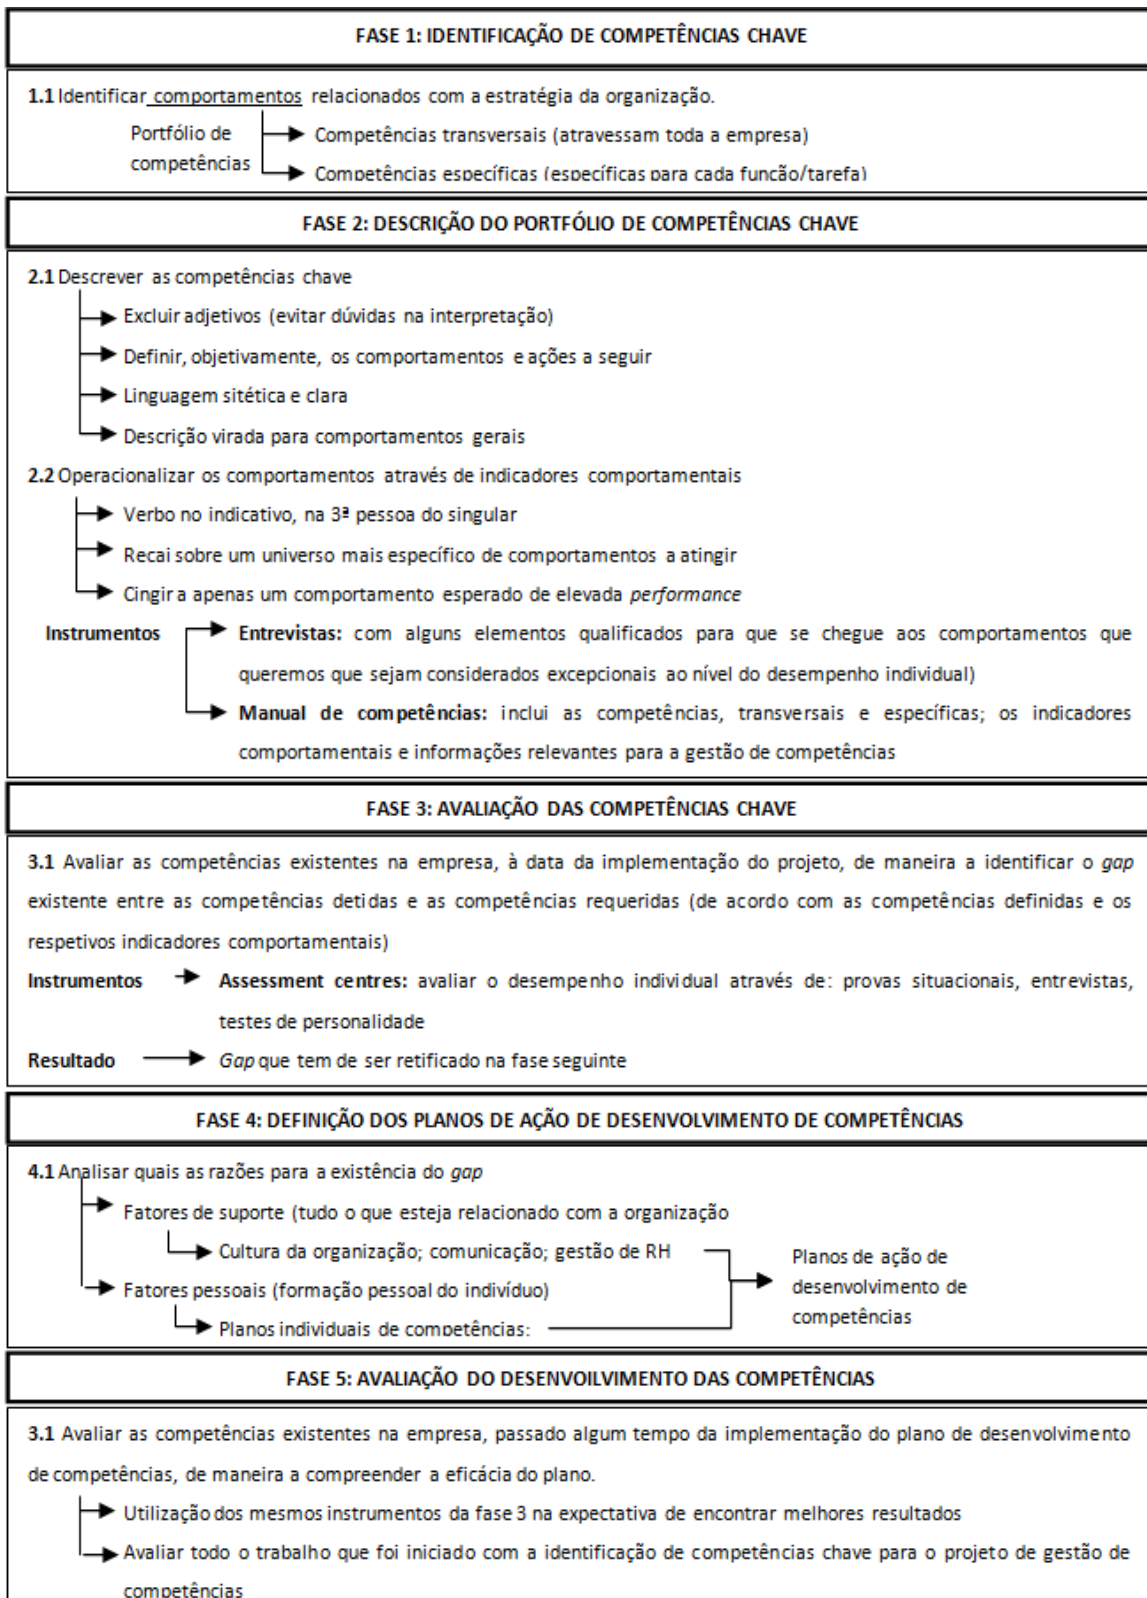 FASE 1: IDENTIFICAÇÃO DE COMPETÊNCIAS CHAVE
1.1 Identificar comportamentos relacionados com a estratégia da organização.
Portfólio de
competências
Competências transversais (atravessam toda a empresa)
Competências específicas (específicas para cada função/tarefa)
FASE 2: DESCRIÇÃO DO PORTFÓLIO DE COMPETÊNCIAS CHAVE
2.1 Descrever as competências chave
Excluir adjetivos (evitar dúvidas na interpretação)
Definir, objetivamente, os comportamentos e ações a seguir
Linguagem sitética e clara
Descrição virada para comportamentos gerais
2.2 Operacionalizar os comportamentos através de indicadores comportamentais
Verbo no indicativo, na 3ª pessoa do singular
Recai sobre um universo mais específico de comportamentos a atingir
Cingir a apenas um comportamento esperado de elevada performance
Instrumentos
Entrevistas: com alguns elementos qualificados para que se chegue aos comportamentos que
queremos que sejam considerados excepcionais ao nível do desempenho individual)
Manual de competências: inclui as competências, transversais e específicas; os indicadores
comportamentais e informações relevantes para a gestão de competências
FASE 3: AVALIAÇÃO DAS COMPETÊNCIAS CHAVE
3.1 Avaliar as competências existentes na empresa, à data da implementação do projeto, de maneira a identificar o gap
existente entre as competências detidas e as competências requeridas (de acordo com as competências definidas e os
respetivos indicadores comportamentais)
Instrumentos
Assessment centres: avaliar o desempenho individual através de: provas situacionais, entrevistas,
testes de personalidade
Resultado
Gap que tem de ser retificado na fase seguinte
FASE 4: DEFINIÇÃO DOS PLANOS DE AÇÃO DE DESENVOLVIMENTO DE COMPETÊNCIAS
4.1 Analisar quais as razões para a existência do gap
Fatores de suporte (tudo o que esteja relacionado com a organização
Cultura da organização; comunicação; gestão de RH
Fatores pessoais (formação pessoal do indivíduo)
Planos individuais de competências:
Planos de ação de
desenvolvimento de
competências
FASE 5: AVALIAÇÃO DO DESENVOILVIMENTO DAS COMPETÊNCIAS
3.1 Avaliar as competências existentes na empresa, passado algum tempo da implementação do plano de desenvolvimento
de competências, de maneira a compreender a eficácia do plano.
Utilização dos mesmos instrumentos da fase 3 na expectativa de encontrar melhores resultados
Avaliar todo o trabalho que foi iniciado com a identificação de competências chave para o projeto de gestão de
competências